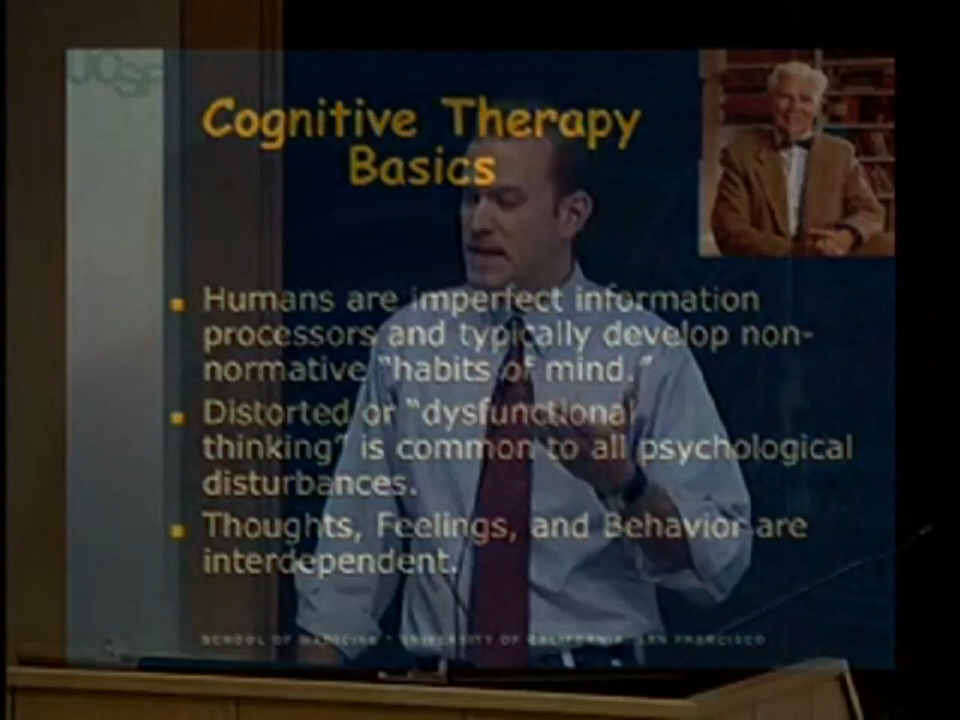 UCSF
Cognitive Therapy
Basics
Humans are imperfect information
processors and typically develop non-
normative "habits of mind."
Distorted or "dysfunctional
thinking" is common to all psychological
disturbances.
Thoughts, Feelings, and Behavior are
interdependent.
SCHOOL OF MEDICINE * UNIVERSITY OF CALIFORNIA, SAN FRANCISCO